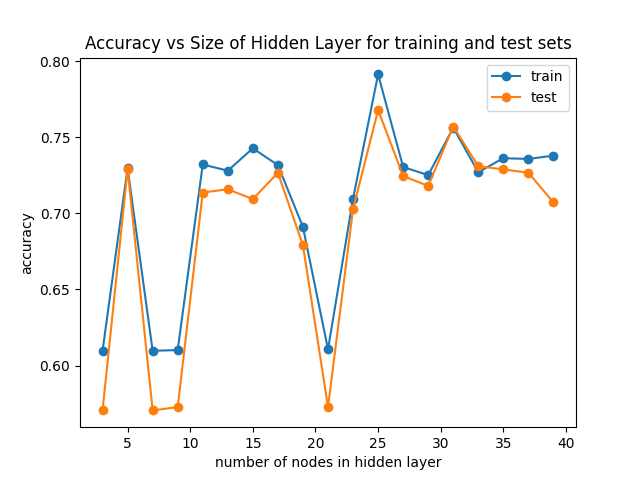 Accuracy vs Size of Hidden Layer for training and test sets
train
test
0.80
0.75
0.70
0.65
0.60
accuracy
5 10 15 20 25 30 35 40
number of nodes in hidden layer